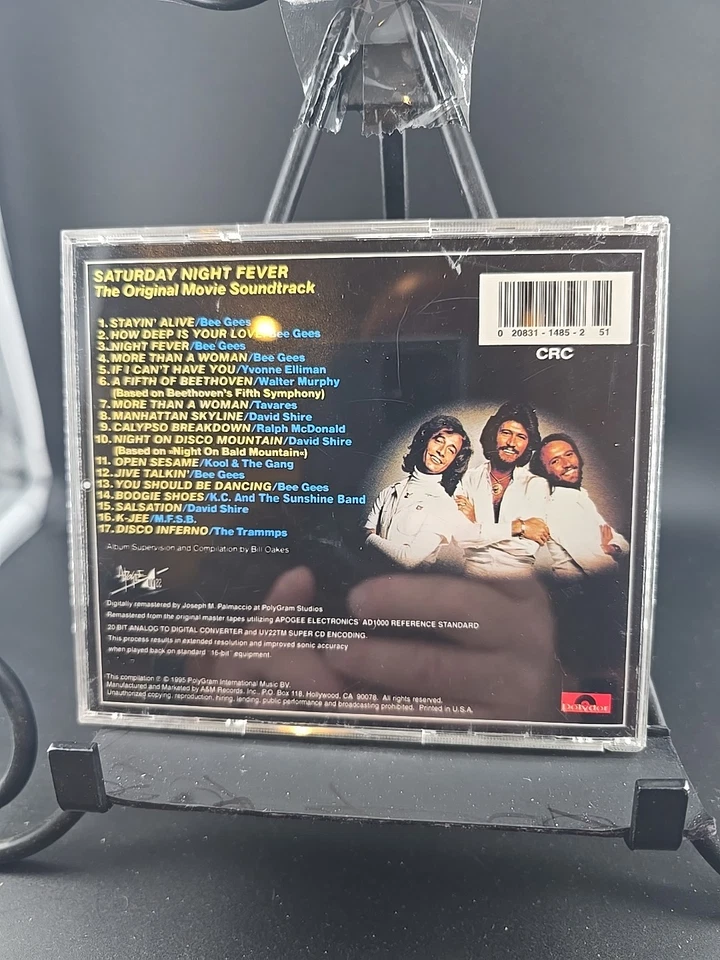 SATURDAY NIGHT FEVER
The Original Movie Soundtrack
0 20831-1485-2 51
CRC
1. STAYIN' ALIVE/Bee Gees
2. HOW DEEP IS YOUR LOVE/Bee Gees
3. NIGHT FEVER/Bee Gees
4. MORE THAN A WOMAN/Bee Gees
5. IF I CAN'T HAVE YOU/Yvonne Elliman
6. A FIFTH OF BEETHOVEN/Walter Murphy
(Based on Beethoven's Fifth Symphony)
7. MORE THAN A WOMAN/Tavares
8. MANHATTAN SKYLINE/David Shire
9. CALYPSO BREAKDOWN/Ralph McDonald
10. NIGHT ON DISCO MOUNTAIN/David Shire
(Based on »Night On Bald Mountain«)
11. OPEN SESAME/Kool & The Gang
12. JIVE TALKIN'/Bee Gees
13. YOU SHOULD BE DANCING/Bee Gees
14. BOOGIE SHOES/K.C. And The Sunshine Band
15. SALSATION/David Shire
16. K-JEE/M.F.S.B.
17. DISCO INFERNO/The Trammps
Album Supervision and Compilation by Bill Oakes
Digitally remastered by Joseph M. Palmaccio at PolyGram Studios
Remastered from the original master tapes utilizing APOGEE ELECTRONICS' AD1000 REFERENCE STANDARD
20 BIT ANALOG TO DIGITAL CONVERTER and UV22TM SUPER CD ENCODING.
This process results in extended resolution and improved sonic accuracy
when played back on standard "16-bit" equipment.
This compilation ℗ © 1995 PolyGram International Music BV.
Manufactured and Marketed by A&M Records, Inc. P.O. Box 118, Hollywood, CA 90078. All rights reserved.
Unauthorized copying, reproduction, hiring, lending, public performance and broadcasting prohibited. Printed in U.S.A.
polydor